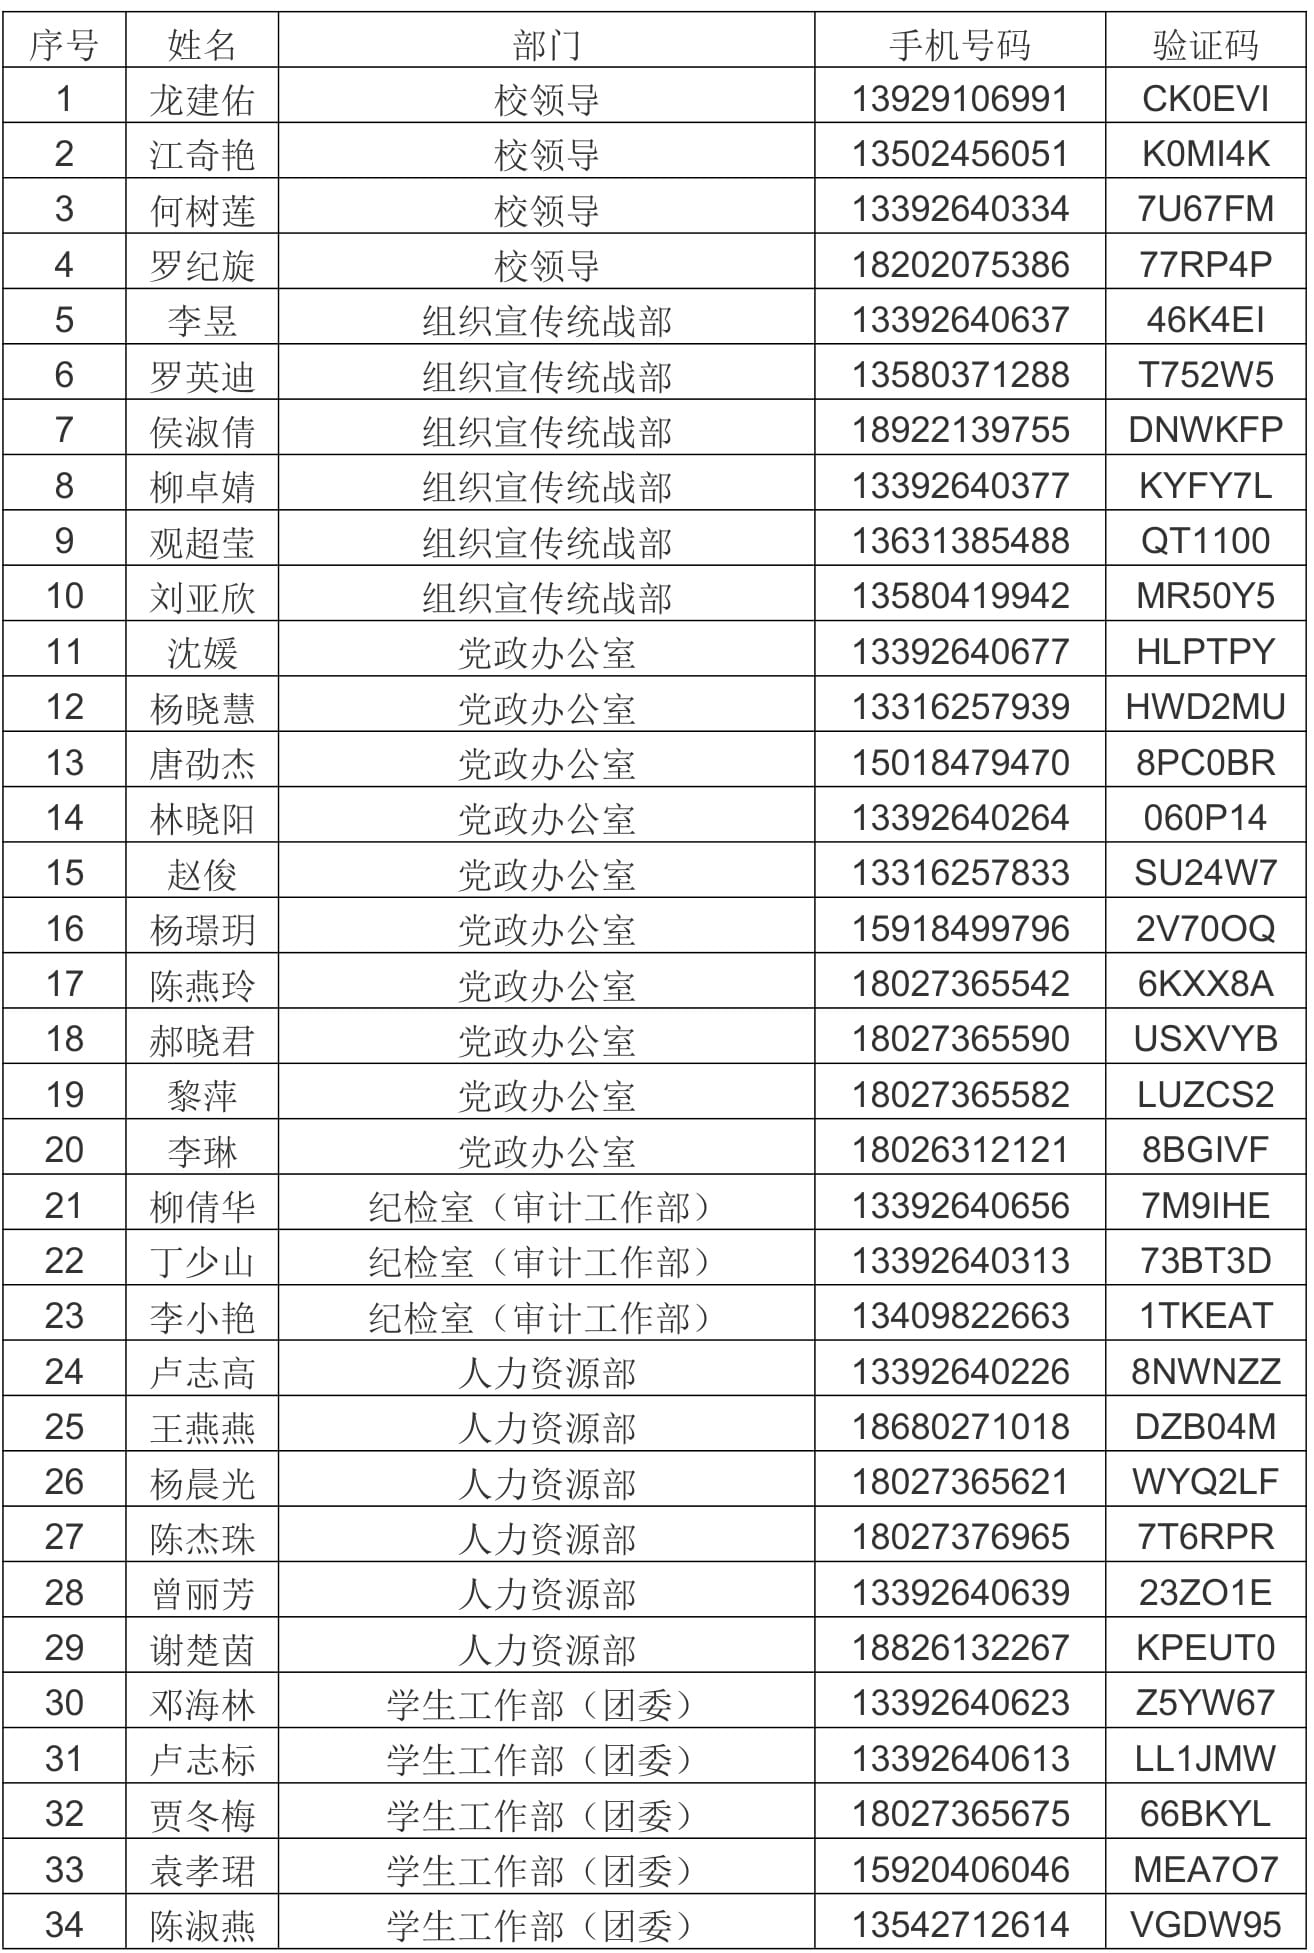 序号 姓名 部门 手机号码 验证码
1 龙建佑 校领导 13929106991 CK0EVI
2 江奇艳 校领导 13502456051 K0MI4K
3 何树莲 校领导 13392640334 7U67FM
4 罗纪旋 校领导 18202075386 77RP4P
5 李昱 组织宣传统战部 13392640637 46K4EI
6 罗英迪 组织宣传统战部 13580371288 T752W5
7 侯淑倩 组织宣传统战部 18922139755 DNWKFP
8 柳卓婧 组织宣传统战部 13392640377 KYFY7L
9 观超莹 组织宣传统战部 13631385488 QT1100
10 刘亚欣 组织宣传统战部 13580419942 MR50Y5
11 沈媛 党政办公室 13392640677 HLPTPY
12 杨晓慧 党政办公室 13316257939 HWD2MU
13 唐劭杰 党政办公室 15018479470 8PC0BR
14 林晓阳 党政办公室 13392640264 060P14
15 赵俊 党政办公室 13316257833 SU24W7
16 杨璟玥 党政办公室 15918499796 2V70OQ
17 陈燕玲 党政办公室 18027365542 6KXX8A
18 郝晓君 党政办公室 18027365590 USXVYB
19 黎萍 党政办公室 18027365582 LUZCS2
20 李琳 党政办公室 18026312121 8BGIVF
21 柳倩华 纪检室（审计工作部） 13392640656 7M9IHE
22 丁少山 纪检室（审计工作部） 13392640313 73BT3D
23 李小艳 纪检室（审计工作部） 13409822663 1TKEAT
24 卢志高 人力资源部 13392640226 8NWNZZ
25 王燕燕 人力资源部 18680271018 DZB04M
26 杨晨光 人力资源部 18027365621 WYQ2LF
27 陈杰珠 人力资源部 18027376965 7T6RPR
28 曾丽芳 人力资源部 13392640639 23ZO1E
29 谢楚茵 人力资源部 18826132267 KPEUT0
30 邓海林 学生工作部（团委） 13392640623 Z5YW67
31 卢志标 学生工作部（团委） 13392640613 LL1JMW
32 贾冬梅 学生工作部（团委） 18027365675 66BKYL
33 袁孝珺 学生工作部（团委） 15920406046 MEA7O7
34 陈淑燕 学生工作部（团委） 13542712614 VGDW95